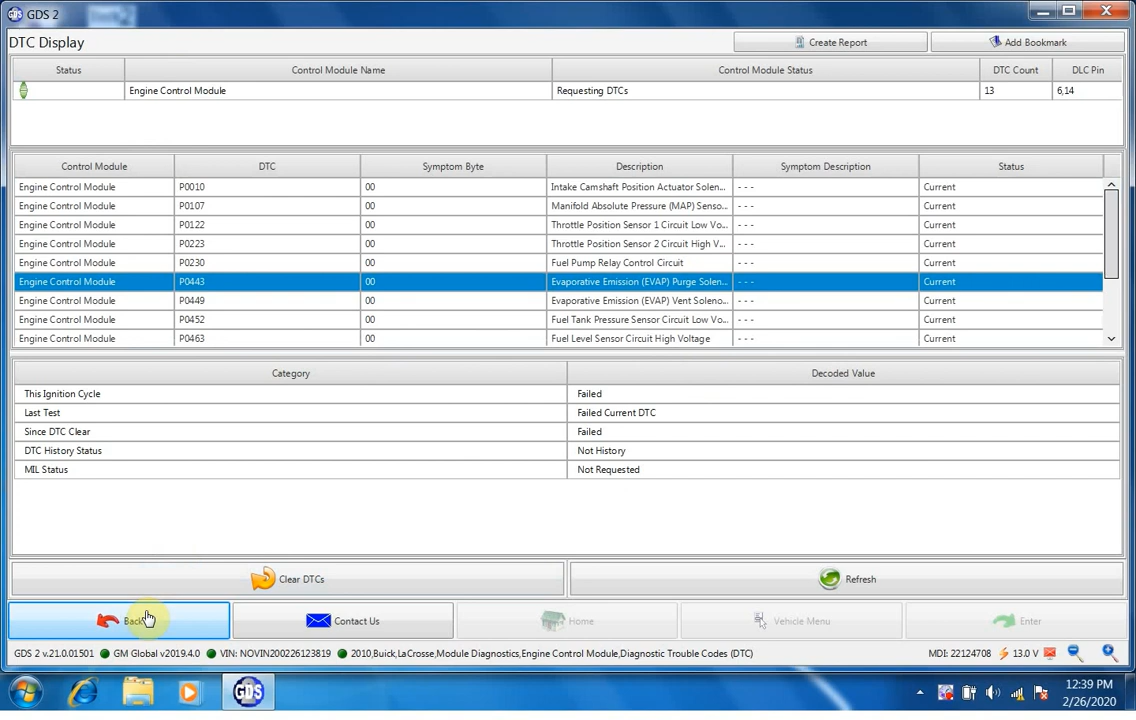 GDS GDS 2
DTC Display
Create Report
Add Bookmark
Status Control Module Name Control Module Status DTC Count DLC Pin
Engine Control Module Requesting DTCs 13 6,14
Control Module DTC Symptom Byte Description Symptom Description Status
Engine Control Module P0010 00 Intake Camshaft Position Actuator Solen... - - - Current
Engine Control Module P0107 00 Manifold Absolute Pressure (MAP) Senso... - - - Current
Engine Control Module P0122 00 Throttle Position Sensor 1 Circuit Low Vo... - - - Current
Engine Control Module P0223 00 Throttle Position Sensor 2 Circuit High V... - - - Current
Engine Control Module P0230 00 Fuel Pump Relay Control Circuit - - - Current
Engine Control Module P0443 00 Evaporative Emission (EVAP) Purge Solen... - - - Current
Engine Control Module P0449 00 Evaporative Emission (EVAP) Vent Soleno... - - - Current
Engine Control Module P0452 00 Fuel Tank Pressure Sensor Circuit Low Vo... - - - Current
Engine Control Module P0463 00 Fuel Level Sensor Circuit High Voltage - - - Current
Category Decoded Value
This Ignition Cycle Failed
Last Test Failed Current DTC
Since DTC Clear Failed
DTC History Status Not History
MIL Status Not Requested
Clear DTCs Refresh
Back Contact Us Home Vehicle Menu Enter
GDS 2 v.21.0.01501 GM Global v2019.4.0 VIN: NOVIN200226123819 2010,Buick,LaCrosse,Module Diagnostics,Engine Control Module,Diagnostic Trouble Codes (DTC) MDI: 22124708 13.0 V
GDS
12:39 PM
2/26/2020